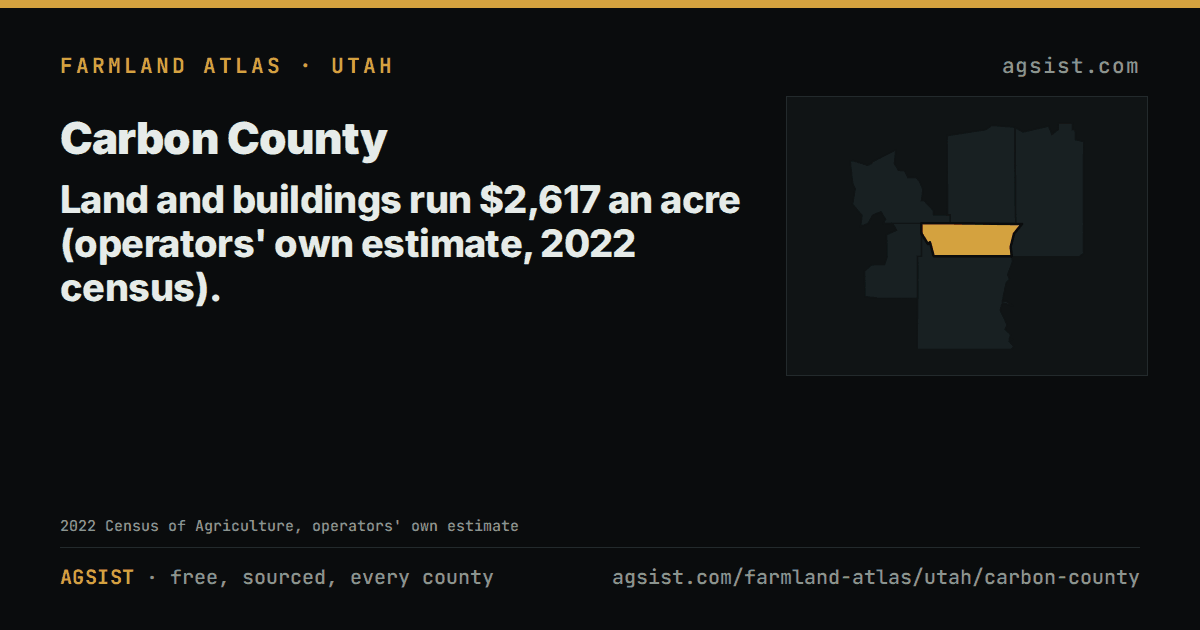 FARMLAND ATLAS · UTAH
agsist.com
Carbon County
Land and buildings run $2,617 an acre
(operators' own estimate, 2022
census).
2022 Census of Agriculture, operators' own estimate
AGSIST · free, sourced, every county
agsist.com/farmland-atlas/utah/carbon-county